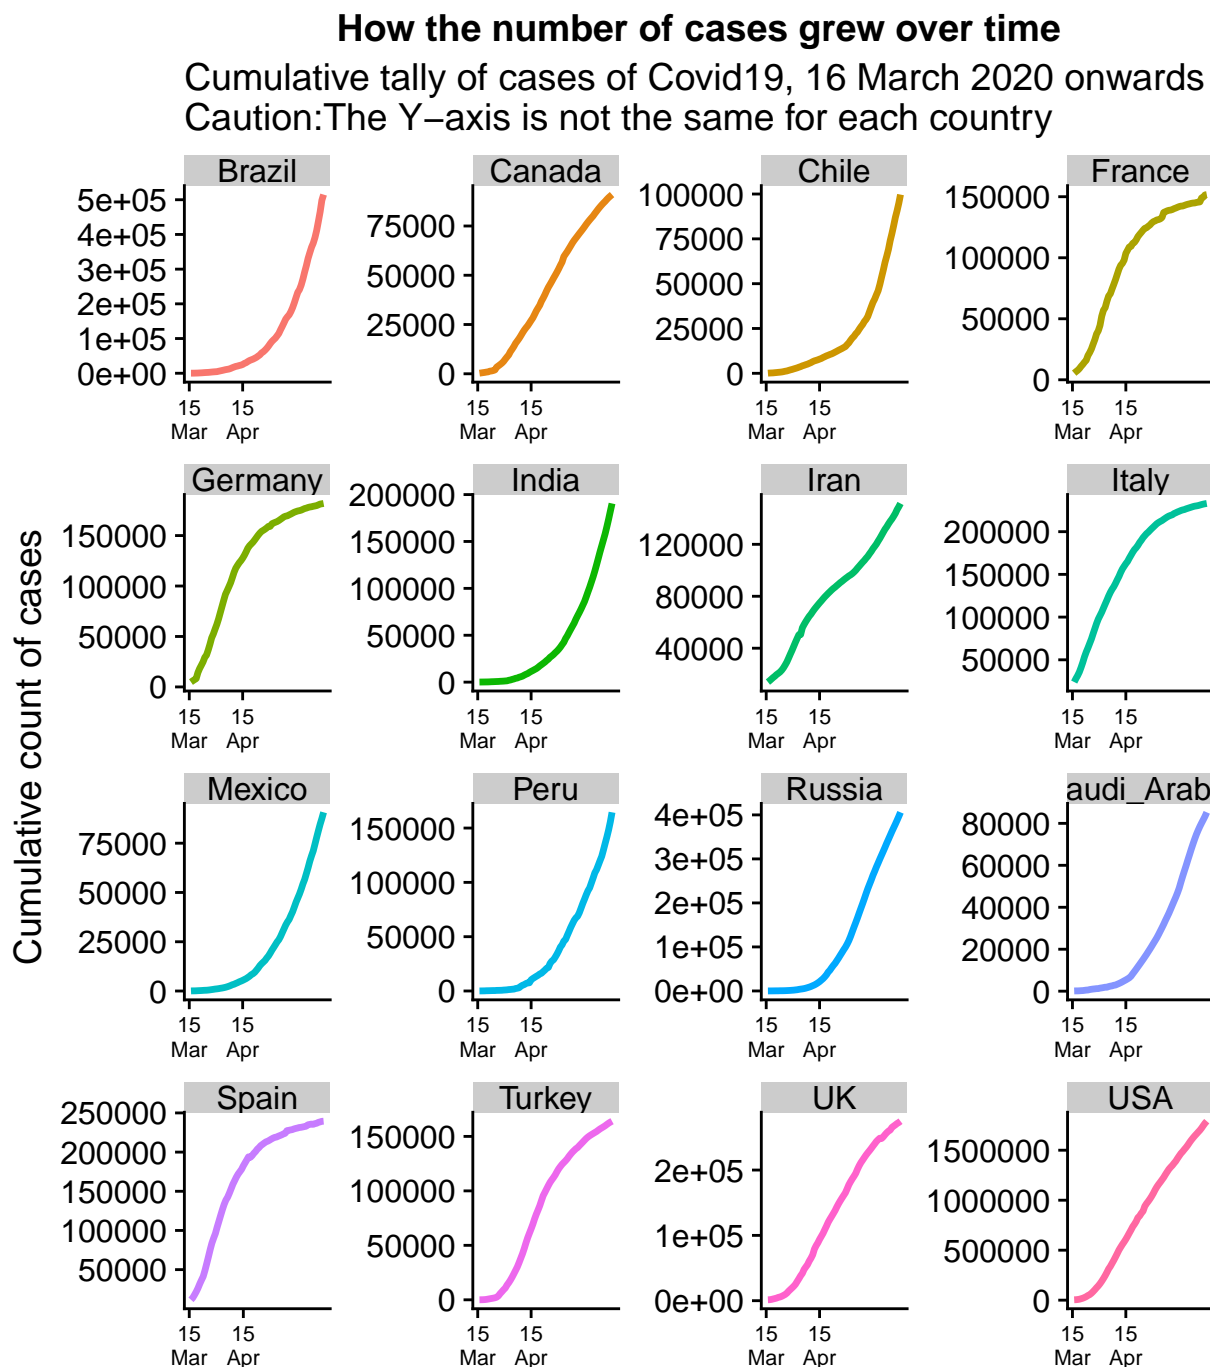 How the number of cases grew over time
Cumulative tally of cases of Covid19, 16 March 2020 onwards
Caution:The Y−axis is not the same for each country
Cumulative count of cases
Brazil
5e+05
4e+05
3e+05
2e+05
1e+05
0e+00
15 15
Mar Apr
Canada
75000
50000
25000
0
15 15
Mar Apr
Chile
100000
75000
50000
25000
0
15 15
Mar Apr
France
150000
100000
50000
0
15 15
Mar Apr
Germany
150000
100000
50000
0
15 15
Mar Apr
India
200000
150000
100000
50000
0
15 15
Mar Apr
Iran
120000
80000
40000
15 15
Mar Apr
Italy
200000
150000
100000
50000
15 15
Mar Apr
Mexico
75000
50000
25000
0
15 15
Mar Apr
Peru
150000
100000
50000
0
15 15
Mar Apr
Russia
4e+05
3e+05
2e+05
1e+05
0e+00
15 15
Mar Apr
audi_Arab
80000
60000
40000
20000
0
15 15
Mar Apr
Spain
250000
200000
150000
100000
50000
15 15
Mar Apr
Turkey
150000
100000
50000
0
15 15
Mar Apr
UK
2e+05
1e+05
0e+00
15 15
Mar Apr
USA
1500000
1000000
500000
0
15 15
Mar Apr